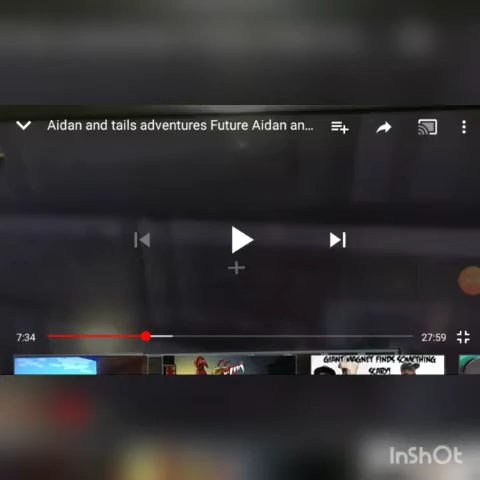 Aidan and tails adventures Future Aidan an...
7:34
27:59
GIANT MAGNET FINDS SOMETHING
SCARY!
InShOt